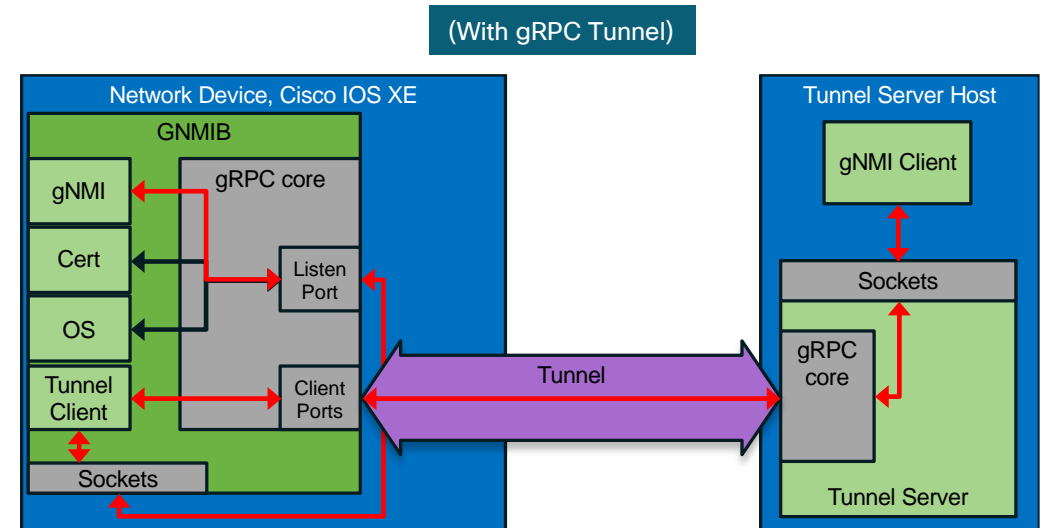 (With gRPC Tunnel)
Network Device, Cisco IOS XE
GNMIB
gNMI
Cert
OS
Tunnel
Client
Sockets
gRPC core
Listen
Port
Client
Ports
Tunnel
Tunnel Server Host
gNMI Client
Sockets
gRPC
core
Tunnel Server